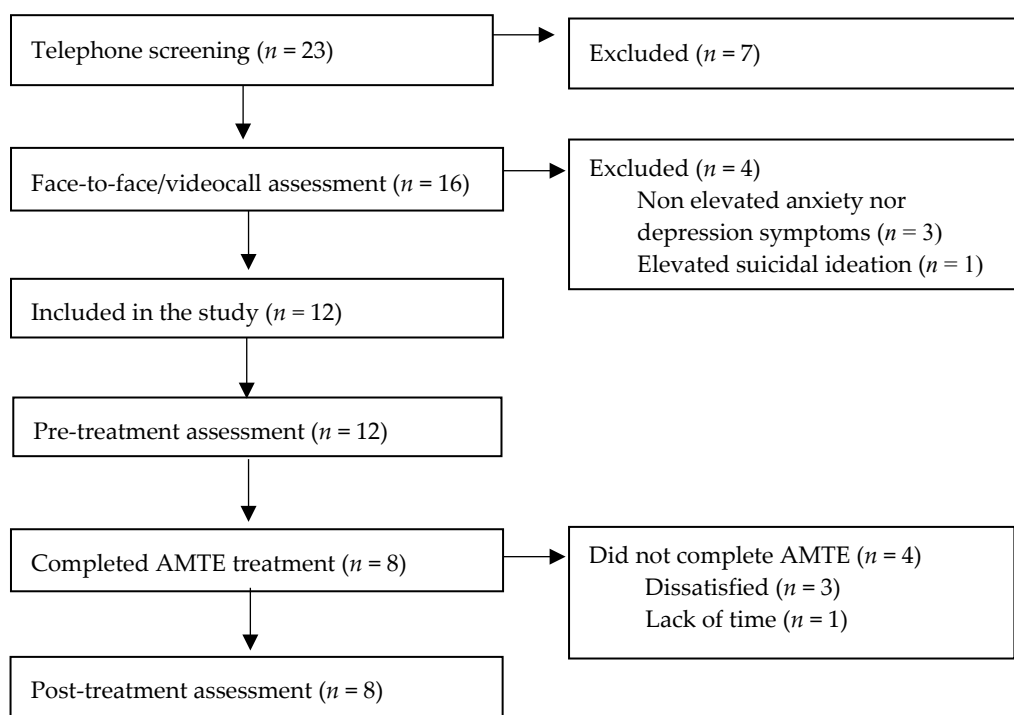 Telephone screening (n = 23)
Excluded (n = 7)
Face-to-face/videocall assessment (n = 16)
Excluded (n = 4)
Non elevated anxiety nor
depression symptoms (n = 3)
Elevated suicidal ideation (n = 1)
Included in the study (n = 12)
Pre-treatment assessment (n = 12)
Completed AMTE treatment (n = 8)
Did not complete AMTE (n = 4)
Dissatisfied (n = 3)
Lack of time (n = 1)
Post-treatment assessment (n = 8)